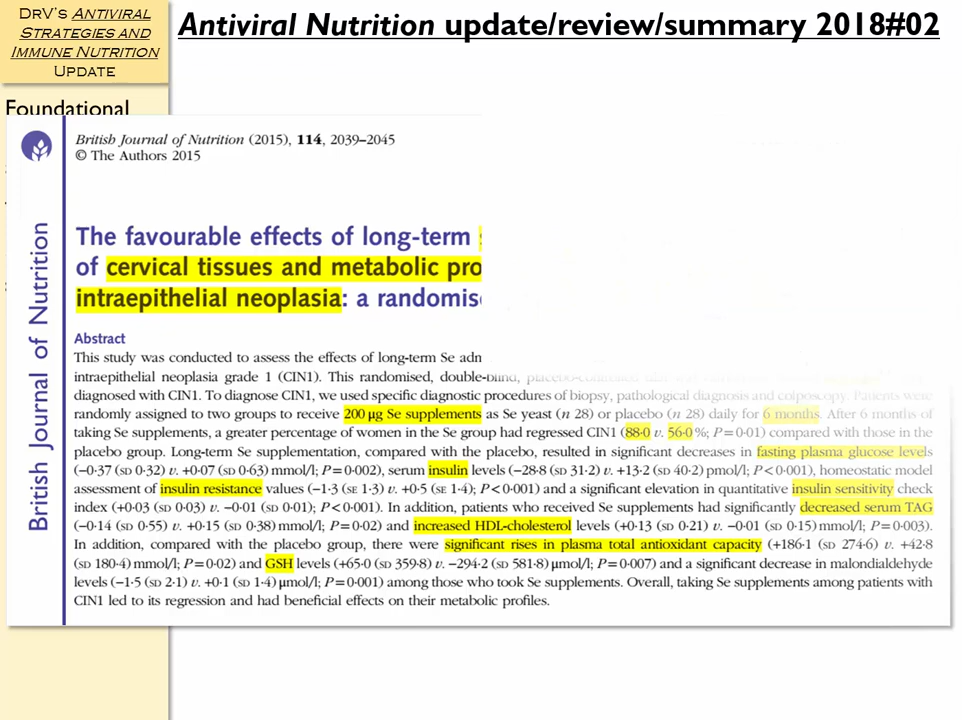 DrV's Antiviral
Strategies and
Immune Nutrition
Update
Antiviral Nutrition update/review/summary 2018#02
Foundational
British Journal of Nutrition
British Journal of Nutrition (2015), 114, 2039–2045
© The Authors 2015
The favourable effects of long-term
of cervical tissues and metabolic pro
intraepithelial neoplasia: a randomise
Abstract
This study was conducted to assess the effects of long-term Se adn
intraepithelial neoplasia grade 1 (CIN1). This randomised, double-blind, placebo-controlled
diagnosed with CIN1. To diagnose CIN1, we used specific diagnostic procedures of biopsy, pathological diagnosis and colposcopy. Patients were
randomly assigned to two groups to receive 200 µg Se supplements as Se yeast (n 28) or placebo (n 28) daily for 6 months. After 6 months of
taking Se supplements, a greater percentage of women in the Se group had regressed CIN1 (88·0 v. 56·0 %; P = 0·01) compared with those in the
placebo group. Long-term Se supplementation, compared with the placebo, resulted in significant decreases in fasting plasma glucose levels
(−0·37 (SD 0·32) v. +0·07 (SD 0·63) mmol/l; P = 0·002), serum insulin levels (−28·8 (SD 31·2) v. +13·2 (SD 40·2) pmol/l; P < 0·001), homeostatic model
assessment of insulin resistance values (−1·3 (SE 1·3) v. +0·5 (SE 1·4); P < 0·001) and a significant elevation in quantitative insulin sensitivity check
index (+0·03 (SD 0·03) v. −0·01 (SD 0·01); P < 0·001). In addition, patients who received Se supplements had significantly decreased serum TAG
(−0·14 (SD 0·55) v. +0·15 (SD 0·38) mmol/l; P = 0·02) and increased HDL-cholesterol levels (+0·13 (SD 0·21) v. −0·01 (SD 0·15) mmol/l; P = 0·003).
In addition, compared with the placebo group, there were significant rises in plasma total antioxidant capacity (+186·1 (SD 274·6) v. +42·8
(SD 180·4) mmol/l; P = 0·02) and GSH levels (+65·0 (SD 359·8) v. −294·2 (SD 581·8) µmol/l; P = 0·007) and a significant decrease in malondialdehyde
levels (−1·5 (SD 2·1) v. +0·1 (SD 1·4) µmol/l; P = 0·001) among those who took Se supplements. Overall, taking Se supplements among patients with
CIN1 led to its regression and had beneficial effects on their metabolic profiles.